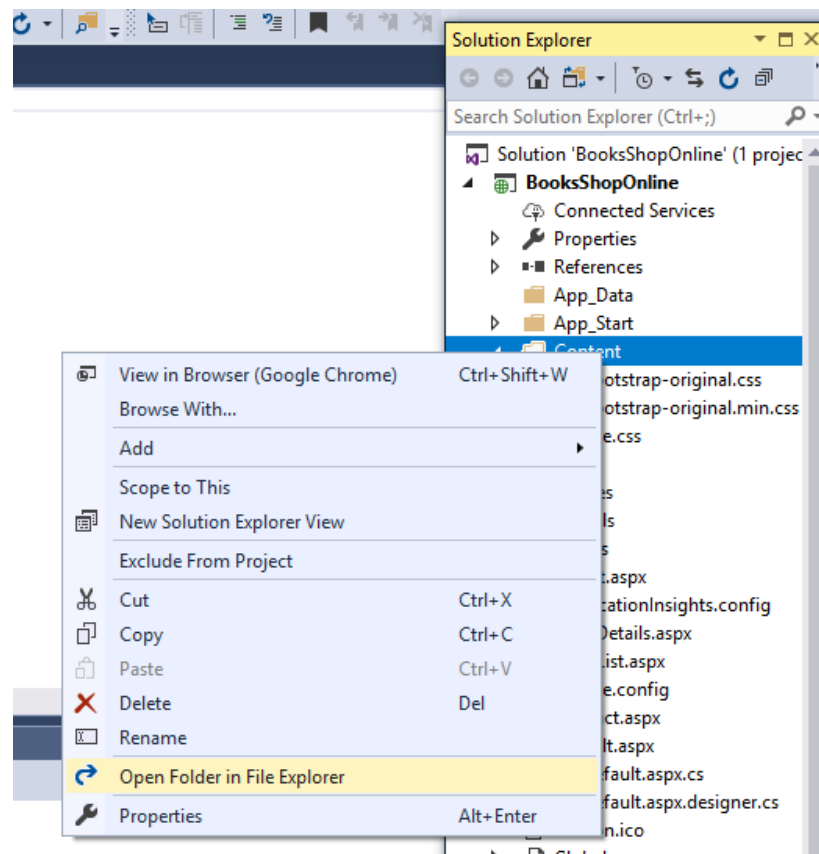 Solution Explorer
Search Solution Explorer (Ctrl+;)
Solution 'BooksShopOnline' (1 projec
BooksShopOnline
Connected Services
Properties
References
App_Data
App_Start
Content
otstrap-original.css
otstrap-original.min.css
e.css
es
ls
s
t.aspx
cationInsights.config
Details.aspx
List.aspx
e.config
ct.aspx
lt.aspx
fault.aspx.cs
fault.aspx.designer.cs
n.ico
View in Browser (Google Chrome) Ctrl+Shift+W
Browse With...
Add
Scope to This
New Solution Explorer View
Exclude From Project
Cut Ctrl+X
Copy Ctrl+C
Paste Ctrl+V
Delete Del
Rename
Open Folder in File Explorer
Properties Alt+Enter